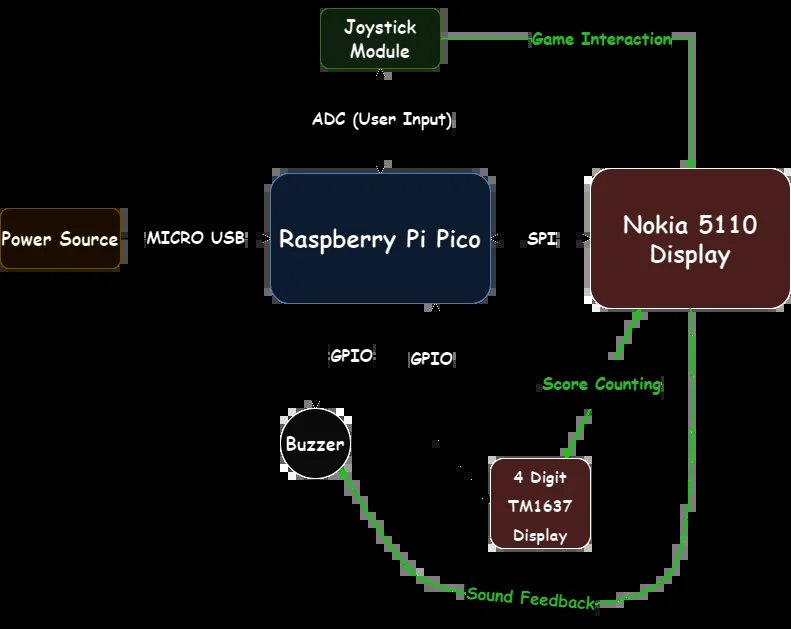 Joystick
Module
Game Interaction
ADC (User Input)
Power Source
MICRO USB
Raspberry Pi Pico
SPI
Nokia 5110
Display
GPIO
GPIO
Score Counting
Buzzer
4 Digit
TM1637
Display
Sound Feedback